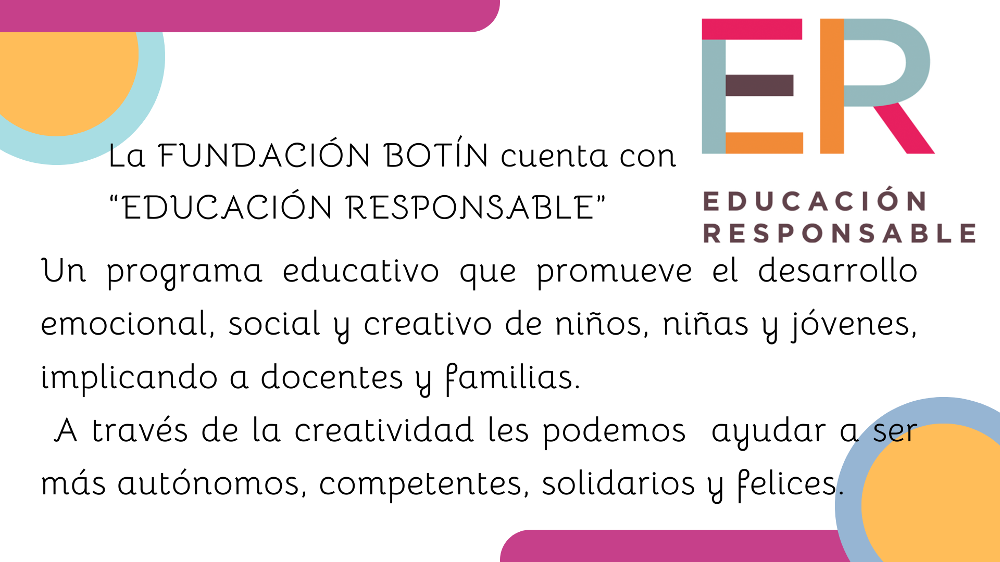 ER
EDUCACIÓN
RESPONSABLE
La FUNDACIÓN BOTÍN cuenta con
“EDUCACIÓN RESPONSABLE”
Un programa educativo que promueve el desarrollo
emocional, social y creativo de niños, niñas y jóvenes,
implicando a docentes y familias.
A través de la creatividad les podemos ayudar a ser
más autónomos, competentes, solidarios y felices.